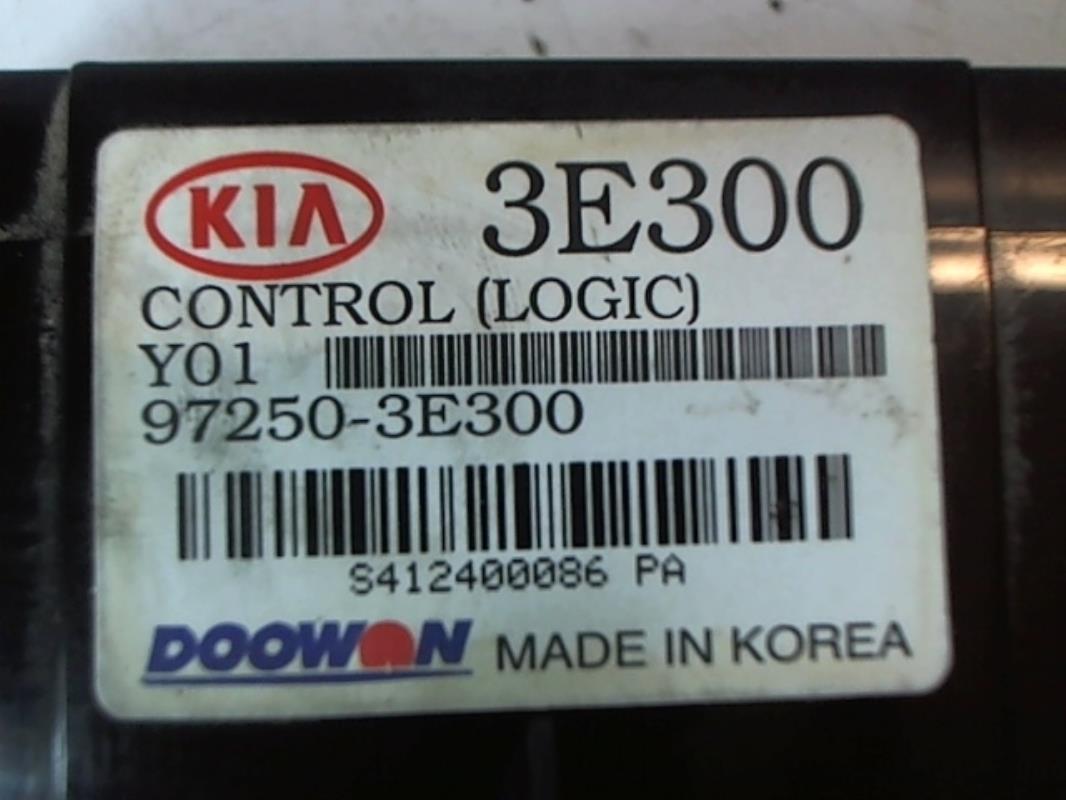 KIA 3E300
CONTROL (LOGIC)
Y01
97250-3E300
S412400086 PA
DOOWON MADE IN KOREA